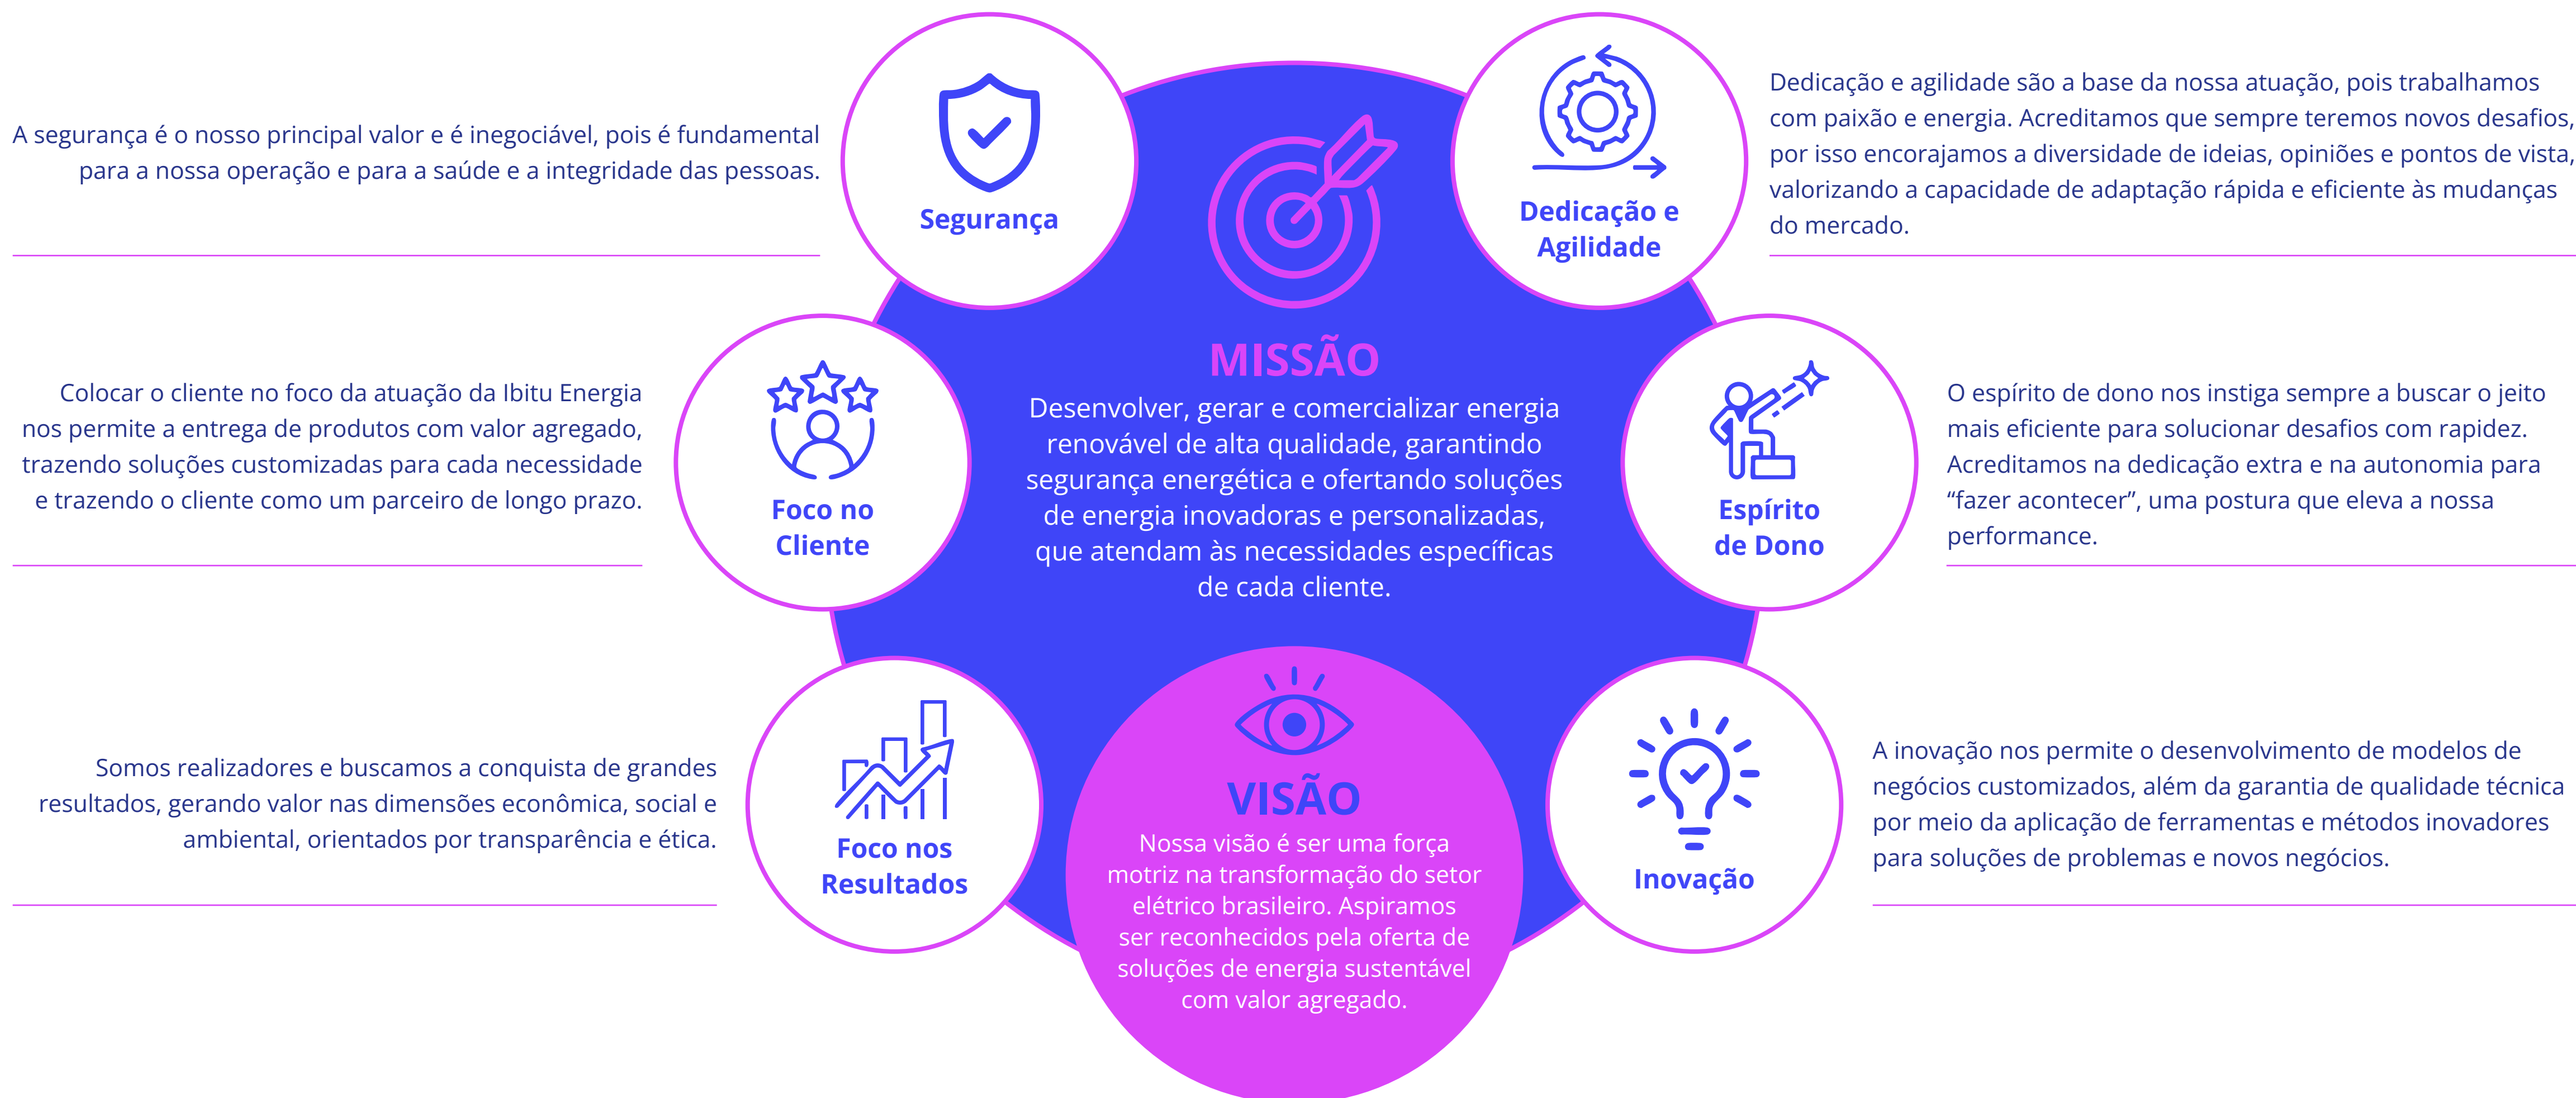 A segurança é o nosso principal valor e é inegociável, pois é fundamental
para a nossa operação e para a saúde e a integridade das pessoas.
Segurança
Colocar o cliente no foco da atuação da Ibitu Energia
nos permite a entrega de produtos com valor agregado,
trazendo soluções customizadas para cada necessidade
e trazendo o cliente como um parceiro de longo prazo.
Foco no
Cliente
Somos realizadores e buscamos a conquista de grandes
resultados, gerando valor nas dimensões econômica, social e
ambiental, orientados por transparência e ética.
Foco nos
Resultados
MISSÃO
Desenvolver, gerar e comercializar energia
renovável de alta qualidade, garantindo
segurança energética e ofertando soluções
de energia inovadoras e personalizadas,
que atendam às necessidades específicas
de cada cliente.
VISÃO
Nossa visão é ser uma força
motriz na transformação do setor
elétrico brasileiro. Aspiramos
ser reconhecidos pela oferta de
soluções de energia sustentável
com valor agregado.
Dedicação e
Agilidade
Dedicação e agilidade são a base da nossa atuação, pois trabalhamos
com paixão e energia. Acreditamos que sempre teremos novos desafios,
por isso encorajamos a diversidade de ideias, opiniões e pontos de vista,
valorizando a capacidade de adaptação rápida e eficiente às mudanças
do mercado.
Espírito
de Dono
O espírito de dono nos instiga sempre a buscar o jeito
mais eficiente para solucionar desafios com rapidez.
Acreditamos na dedicação extra e na autonomia para
“fazer acontecer”, uma postura que eleva a nossa
performance.
Inovação
A inovação nos permite o desenvolvimento de modelos de
negócios customizados, além da garantia de qualidade técnica
por meio da aplicação de ferramentas e métodos inovadores
para soluções de problemas e novos negócios.